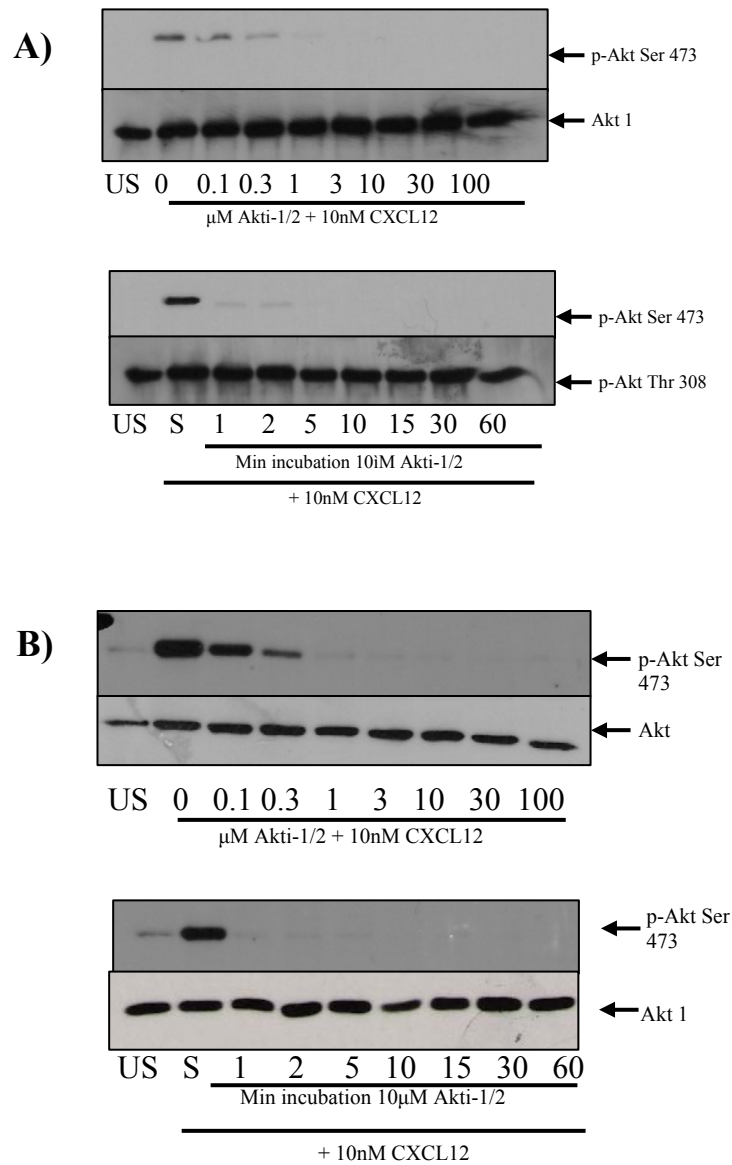 A)
p-Akt Ser 473
Akt 1
US 0 0.1 0.3 1 3 10 30 100
μM Akti-1/2 + 10nM CXCL12
p-Akt Ser 473
p-Akt Thr 308
US S 1 2 5 10 15 30 60
Min incubation 10ìM Akti-1/2
+ 10nM CXCL12
B)
p-Akt Ser
473
Akt
US 0 0.1 0.3 1 3 10 30 100
μM Akti-1/2 + 10nM CXCL12
p-Akt Ser
473
Akt 1
US S 1 2 5 10 15 30 60
Min incubation 10μM Akti-1/2
+ 10nM CXCL12